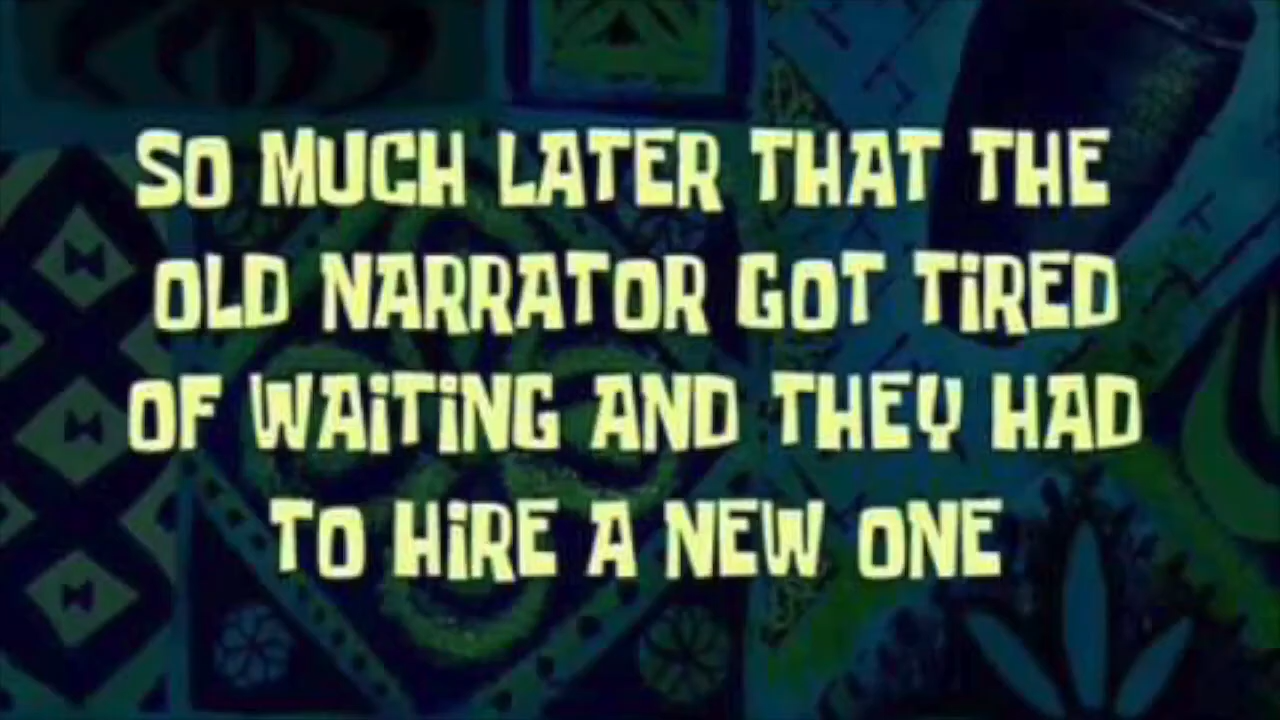 SO MUCH LATER THAT THE
OLD NARRATOR GOT TiRED
OF WAiTiNG AND THEY HAD
TO HiRE A NEW ONE